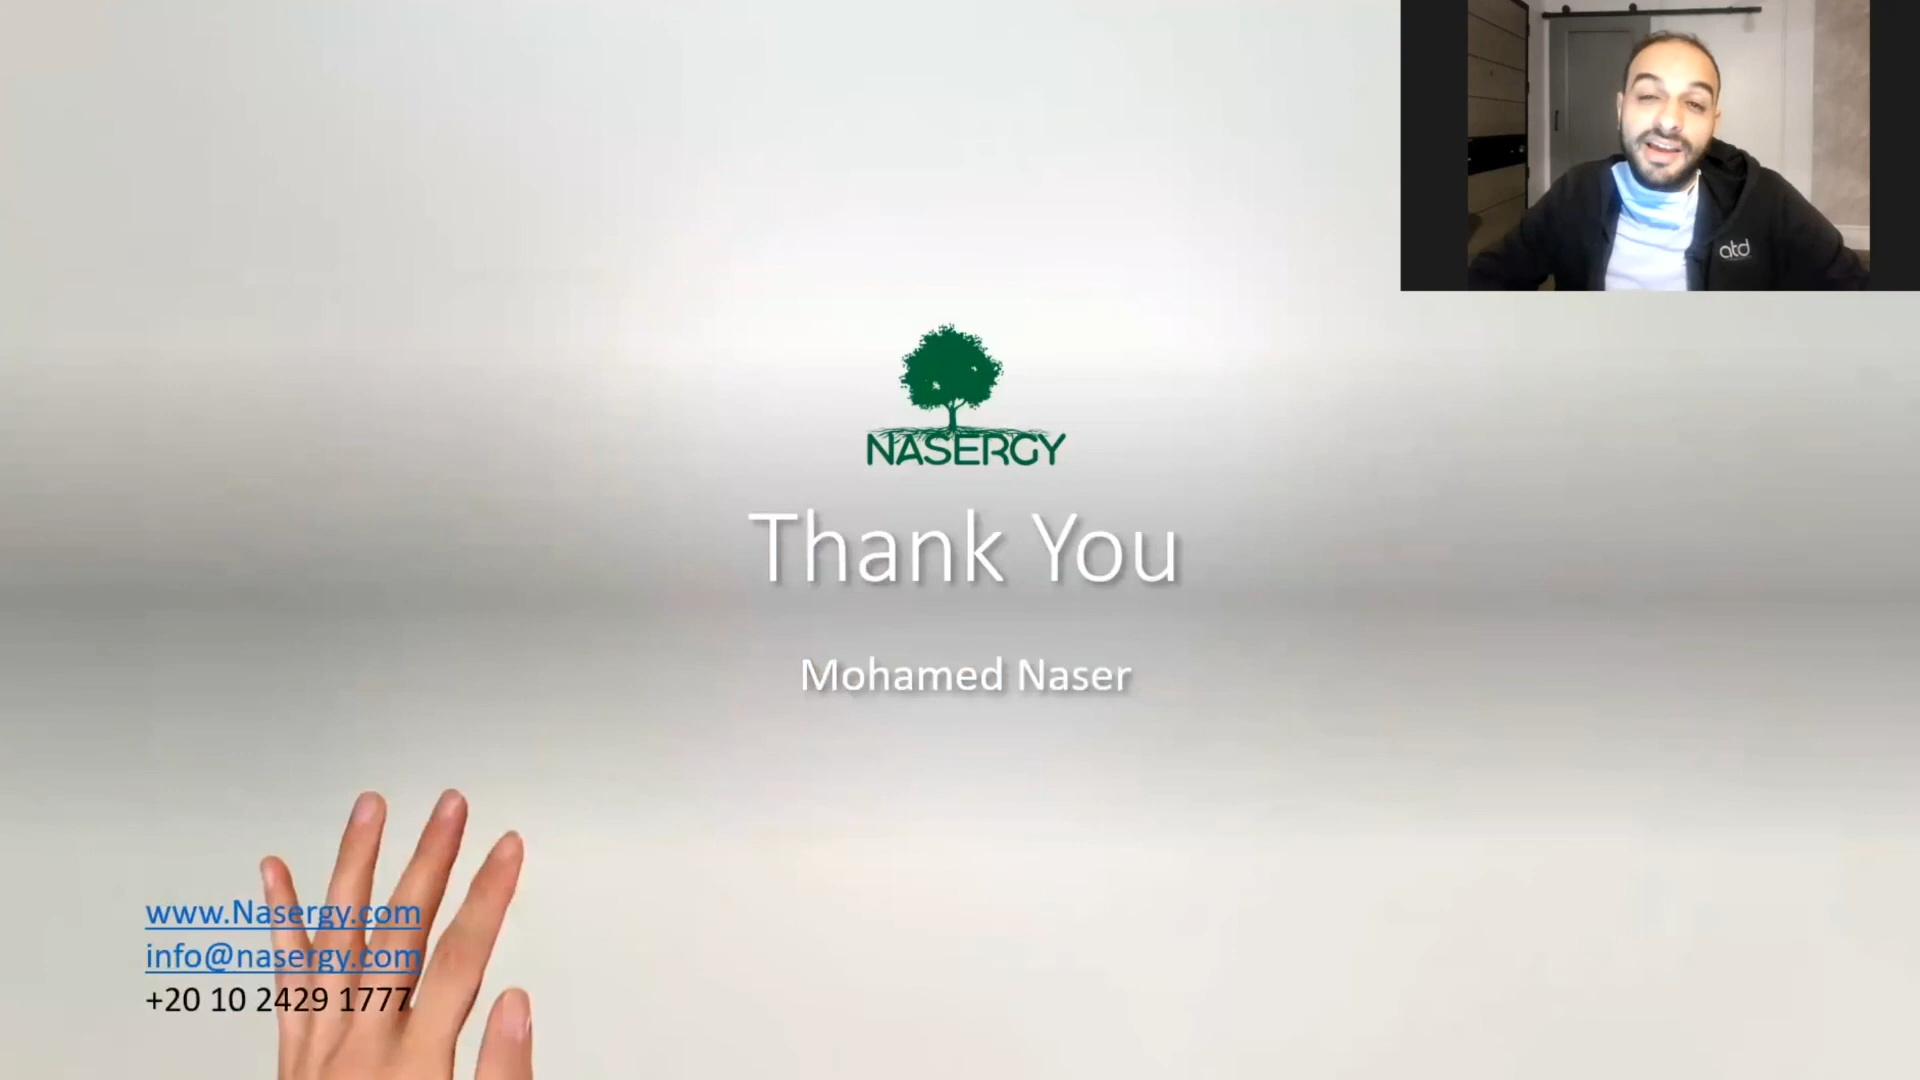 atd
NASERGY
Thank You
Mohamed Naser
www.Nasergy.com
info@nasergy.com
+20 10 2429 1777